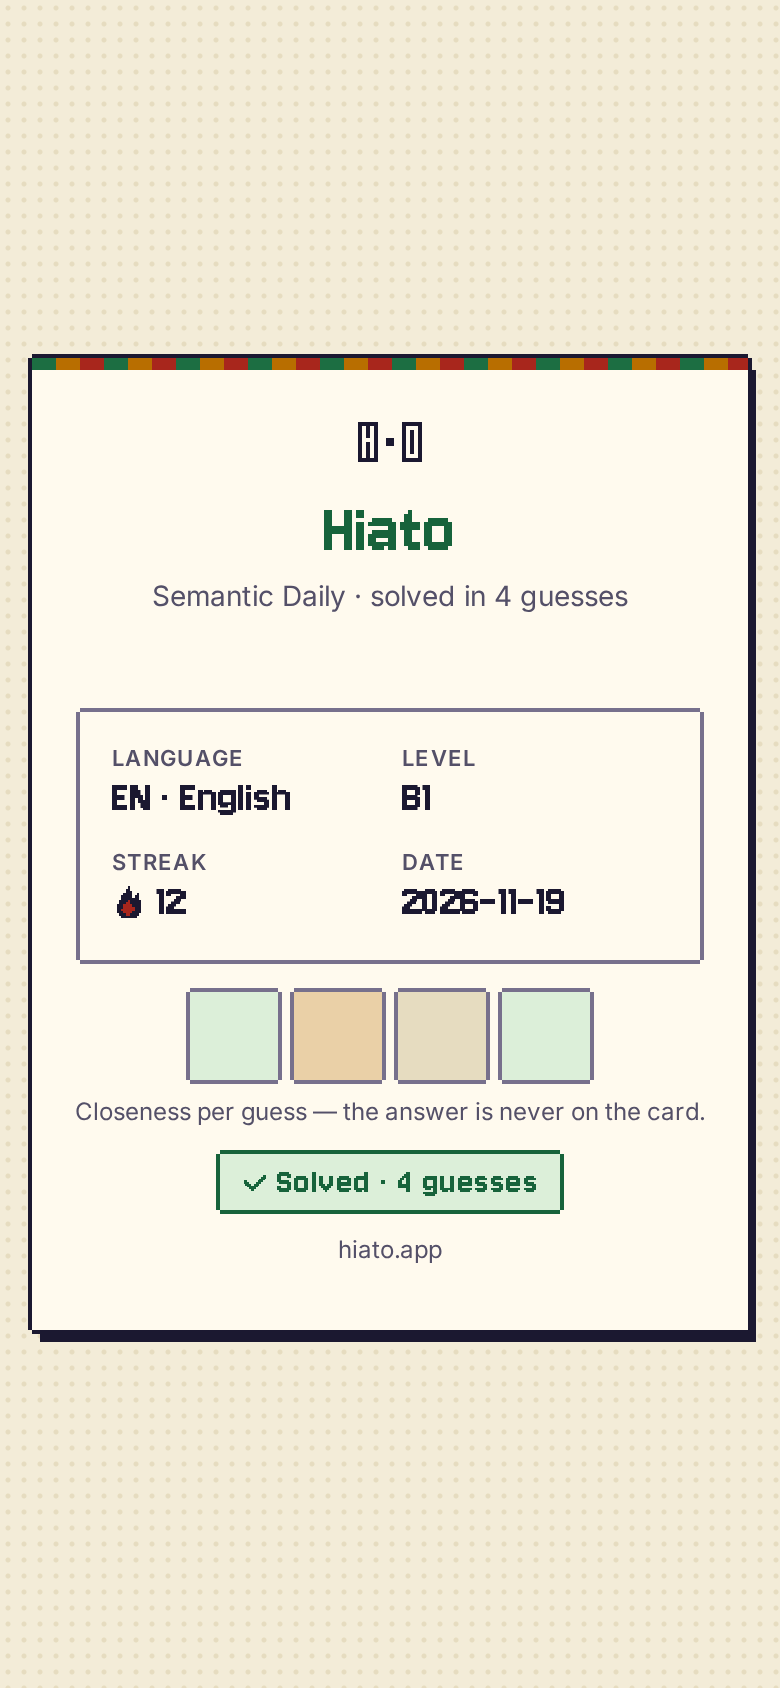 H·O
Hiato
Semantic Daily · solved in 4 guesses
LANGUAGE
LEVEL
EN · English
B1
STREAK
DATE
12
2026-11-19
Closeness per guess — the answer is never on the card.
✓ Solved · 4 guesses
hiato.app